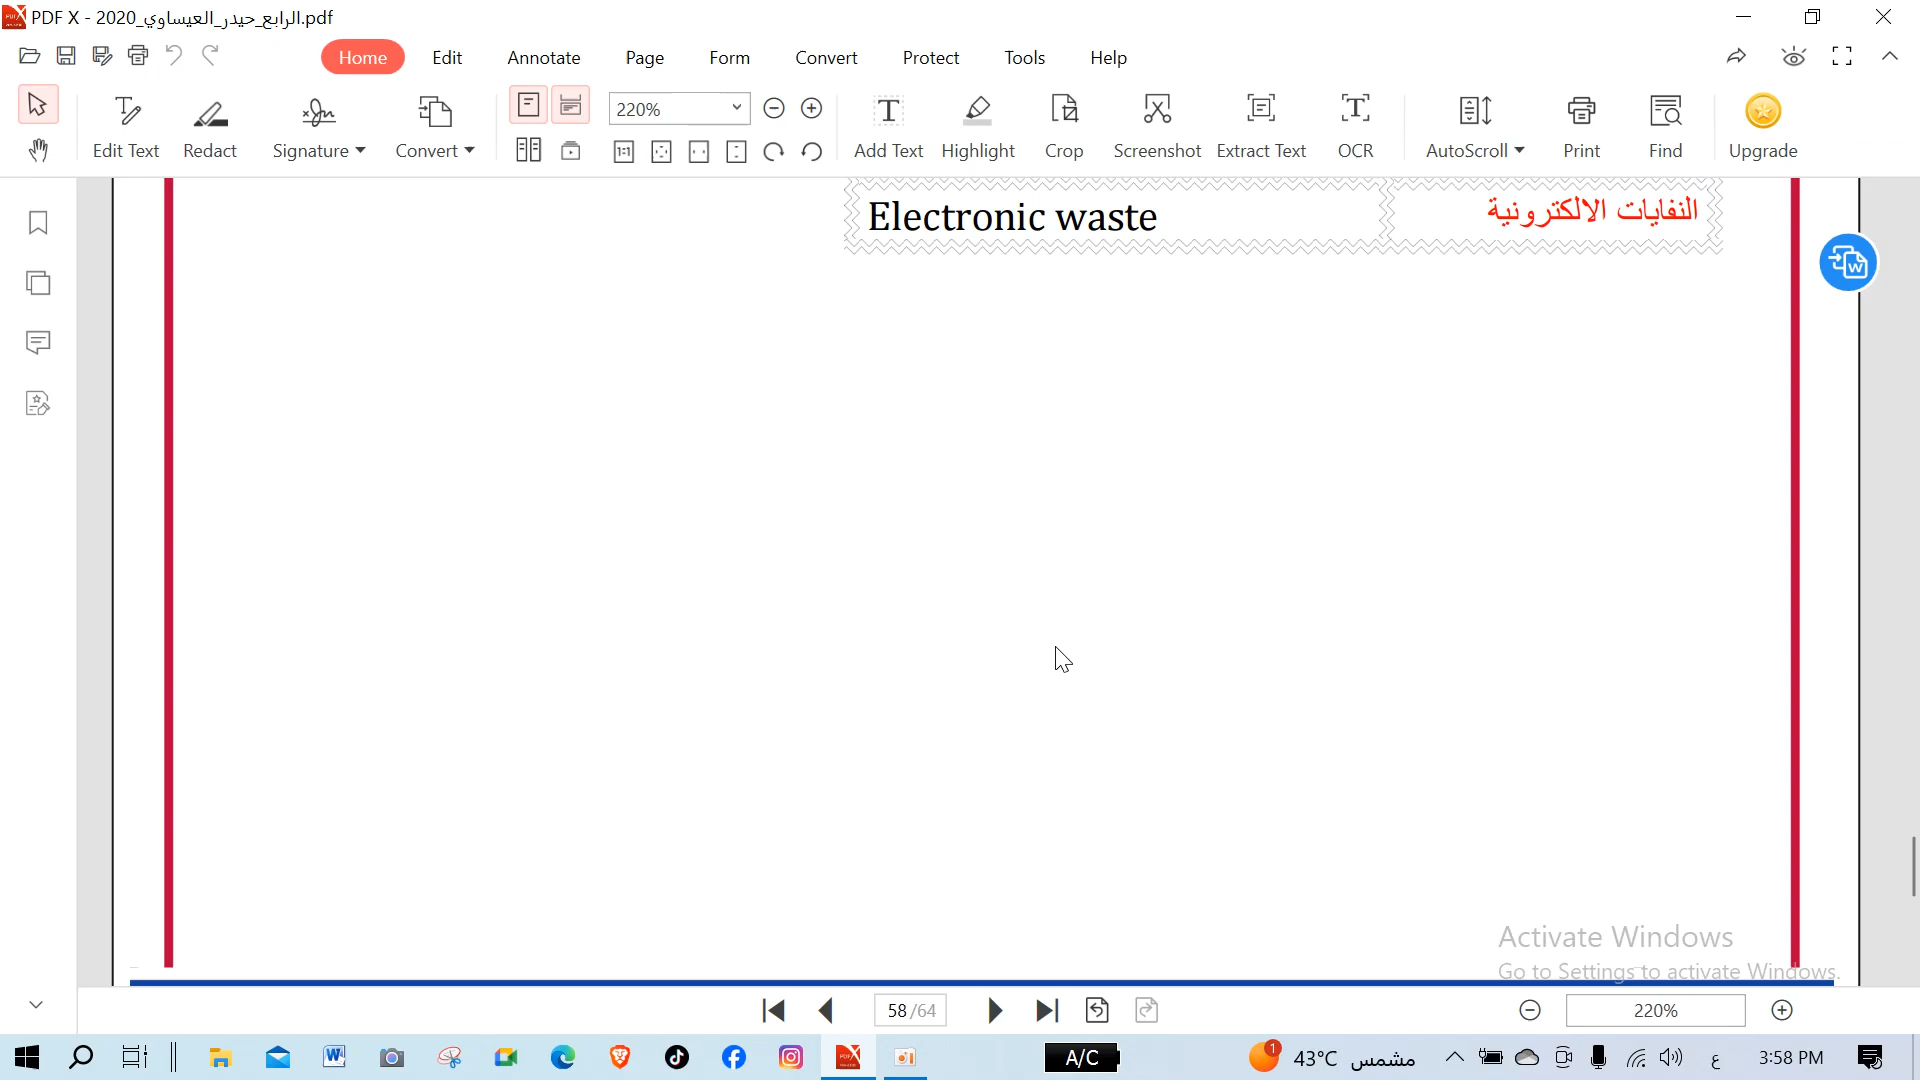 PDF X - 2020_الرابع_حيدر_العيساوي.pdf
Home Edit Annotate Page Form Convert Protect Tools Help
220%
Edit Text Redact Signature Convert Add Text Highlight Crop Screenshot Extract Text OCR AutoScroll Print Find Upgrade
Electronic waste النفايات الالكترونية
Activate Windows
Go to Settings to activate Windows.
58 /64 220%
A/C 1 43°C مشمس ع 3:58 PM